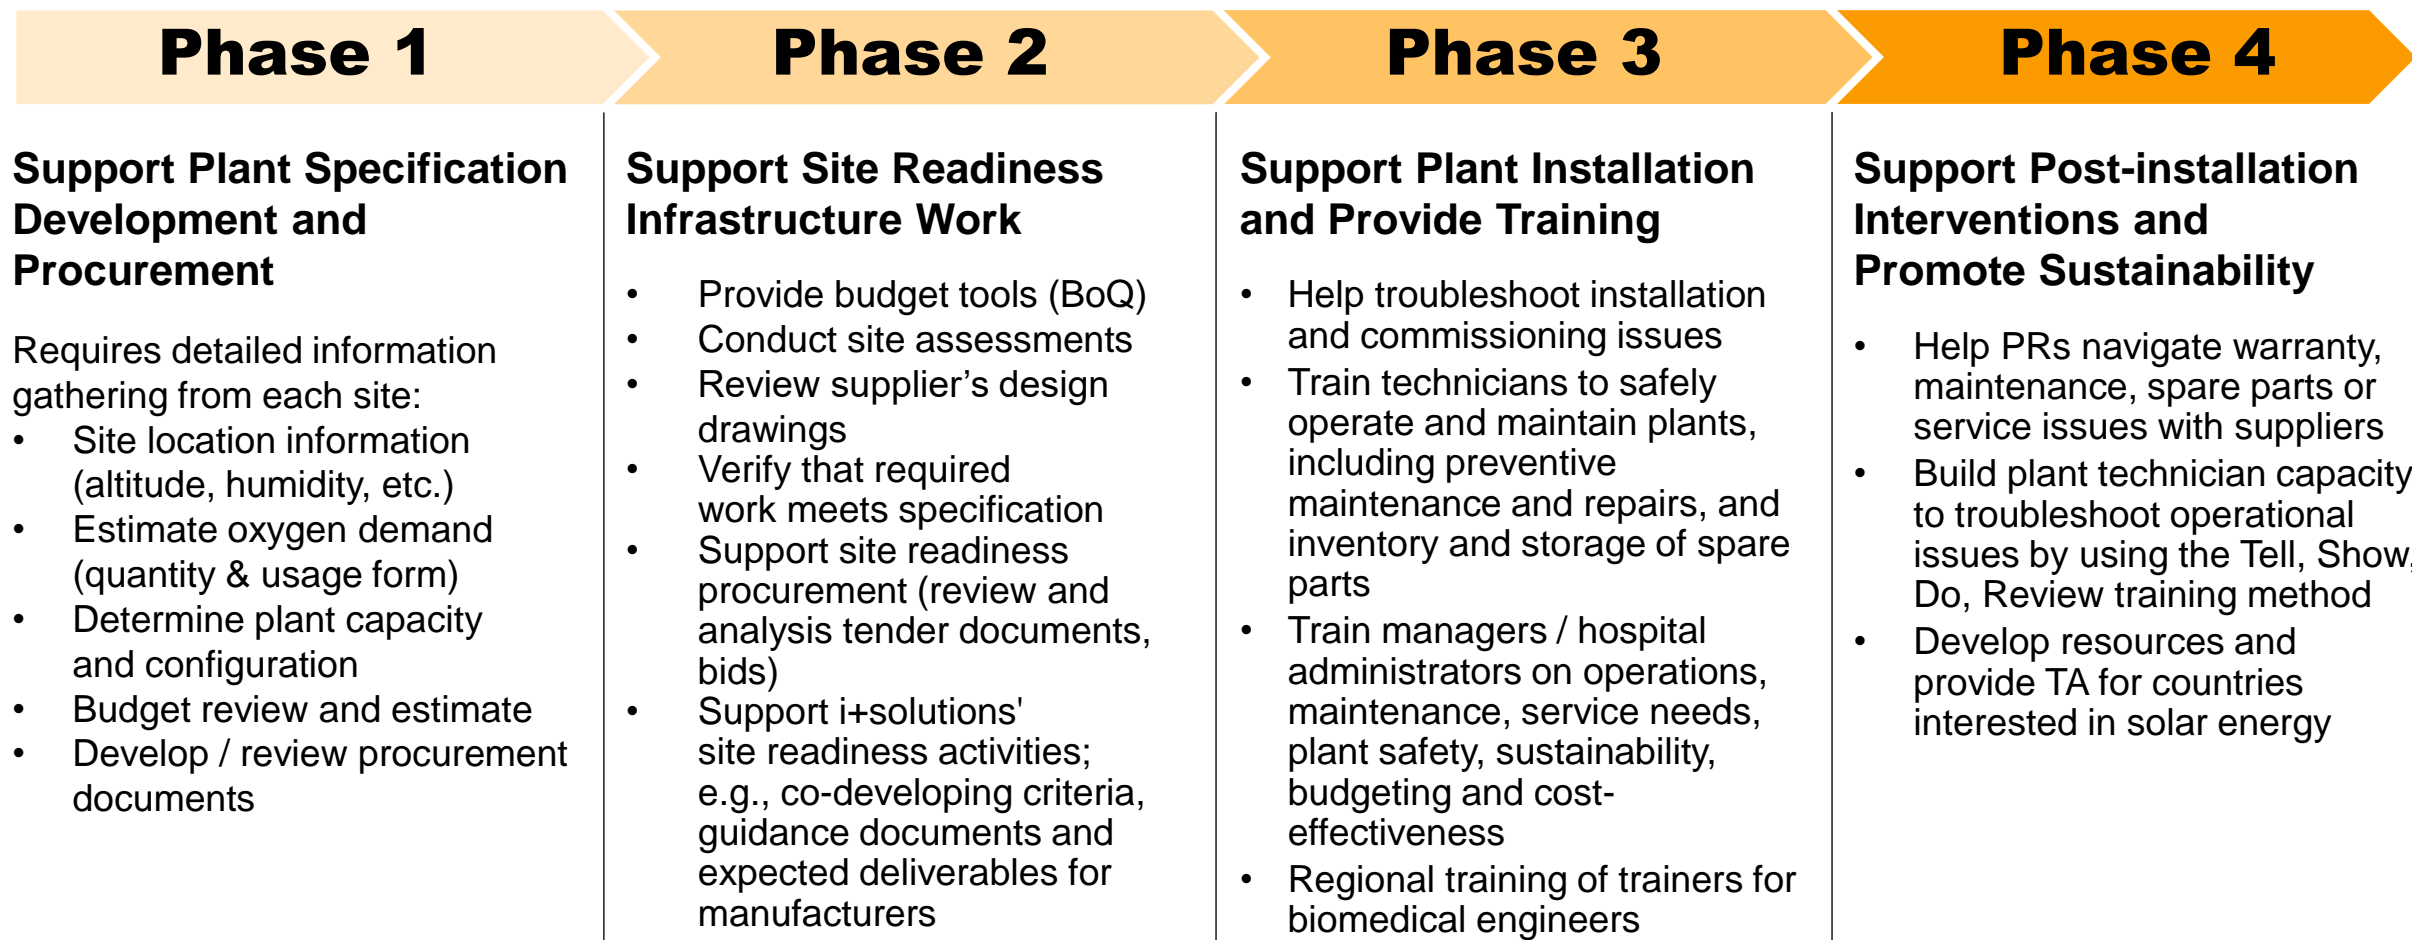 Phase 1
Phase 2
Phase 3
Phase 4
Support Plant Specification
Development and
Procurement
Requires detailed information
gathering from each site:
• Site location information
(altitude, humidity, etc.)
• Estimate oxygen demand
(quantity & usage form)
• Determine plant capacity
and configuration
• Budget review and estimate
• Develop / review procurement
documents
Support Site Readiness
Infrastructure Work
• Provide budget tools (BoQ)
• Conduct site assessments
• Review supplier’s design
drawings
• Verify that required
work meets specification
• Support site readiness
procurement (review and
analysis tender documents,
bids)
• Support i+solutions'
site readiness activities;
e.g., co-developing criteria,
guidance documents and
expected deliverables for
manufacturers
Support Plant Installation
and Provide Training
• Help troubleshoot installation
and commissioning issues
• Train technicians to safely
operate and maintain plants,
including preventive
maintenance and repairs, and
inventory and storage of spare
parts
• Train managers / hospital
administrators on operations,
maintenance, service needs,
plant safety, sustainability,
budgeting and cost-
effectiveness
• Regional training of trainers for
biomedical engineers
Support Post-installation
Interventions and
Promote Sustainability
• Help PRs navigate warranty,
maintenance, spare parts or
service issues with suppliers
• Build plant technician capacity
to troubleshoot operational
issues by using the Tell, Show,
Do, Review training method
• Develop resources and
provide TA for countries
interested in solar energy